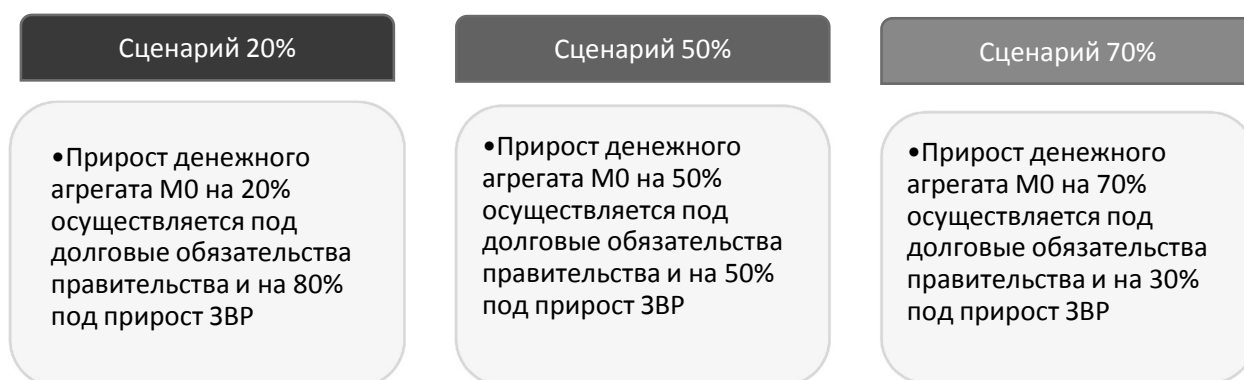 Сценарий 20%
•Прирост денежного
агрегата М0 на 20%
осуществляется под
долговые обязательства
правительства и на 80%
под прирост ЗВР
Сценарий 50%
•Прирост денежного
агрегата М0 на 50%
осуществляется под
долговые обязательства
правительства и на 50%
под прирост ЗВР
Сценарий 70%
•Прирост денежного
агрегата М0 на 70%
осуществляется под
долговые обязательства
правительства и на 30%
под прирост ЗВР